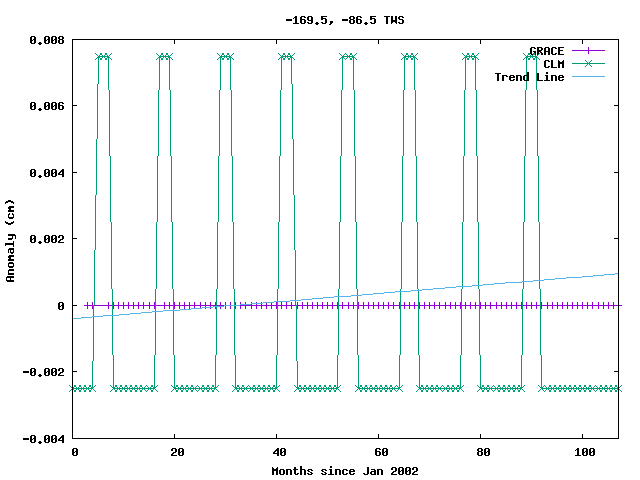 -169.5, -86.5 TWS
0.008
0.006
0.004
0.002
0
-0.002
-0.004
Anomaly (cm)
GRACE
CLM
Trend Line
0 20 40 60 80 100
Months since Jan 2002